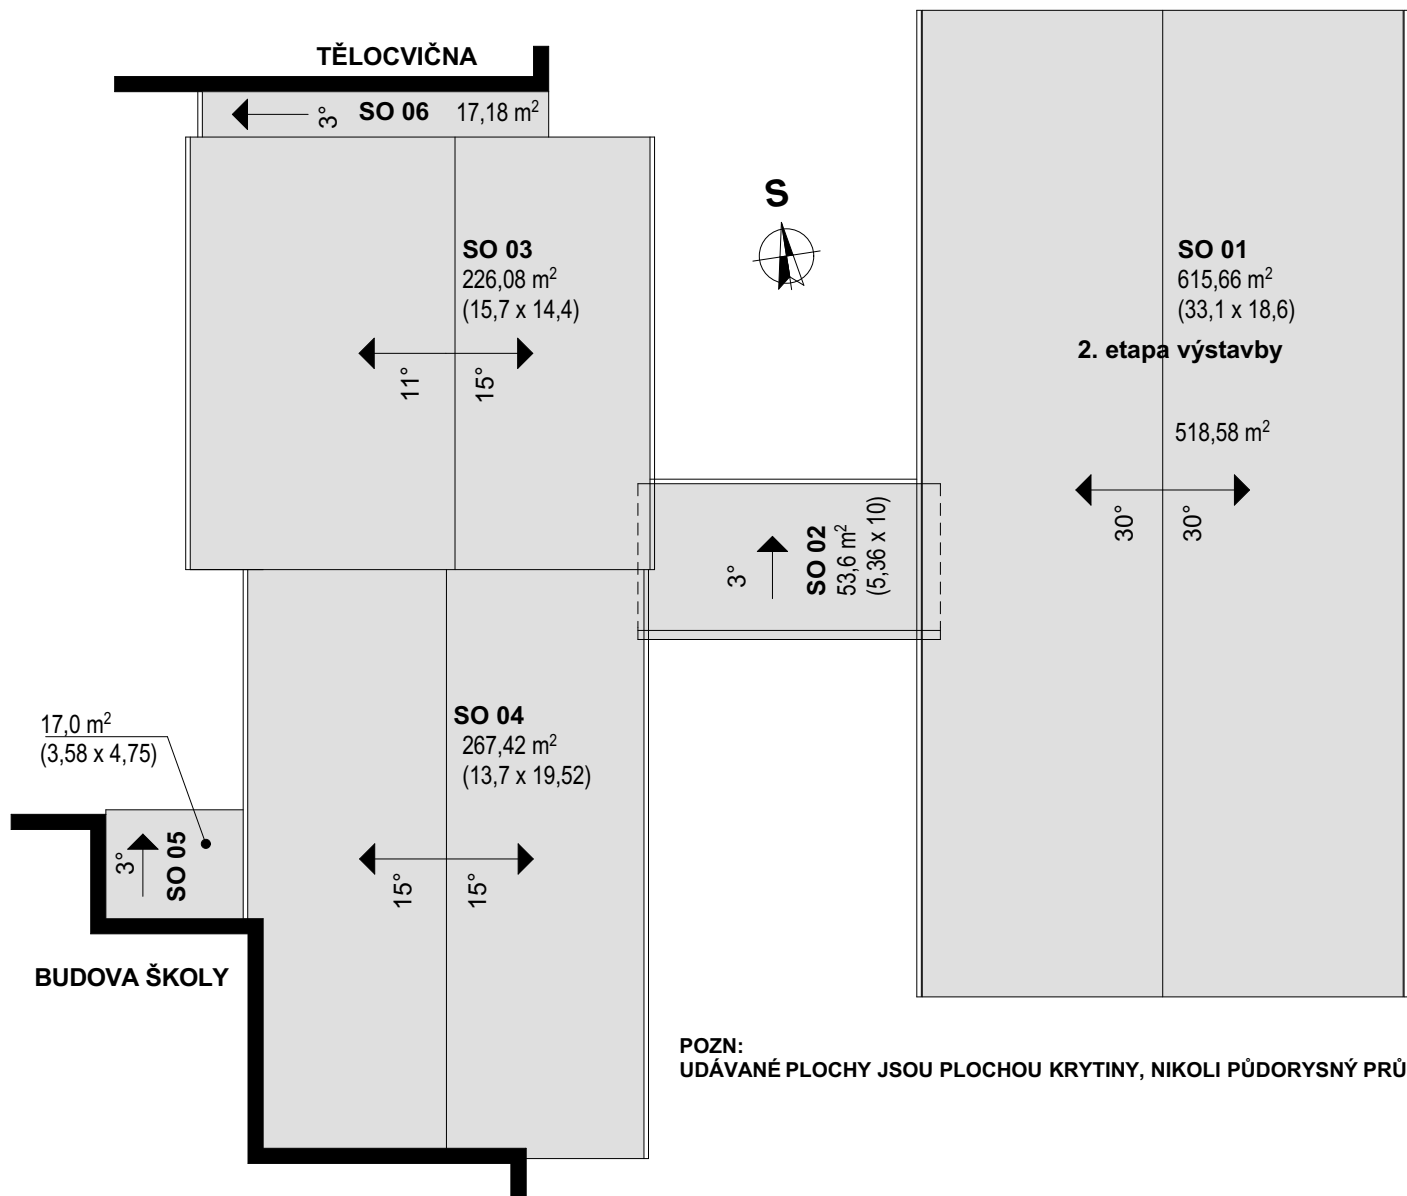 TĚLOCVIČNA
3° SO 06 17,18 m²
S
SO 03
226,08 m²
(15,7 x 14,4)
11° 15°
SO 01
615,66 m²
(33,1 x 18,6)
2. etapa výstavby
518,58 m²
30° 30°
3°
SO 02
53,6 m²
(5,36 x 10)
SO 04
267,42 m²
(13,7 x 19,52)
15° 15°
17,0 m²
(3,58 x 4,75)
3°
SO 05
BUDOVA ŠKOLY
POZN:
UDÁVANÉ PLOCHY JSOU PLOCHOU KRYTINY, NIKOLI PŮDORYSNÝ PRŮ